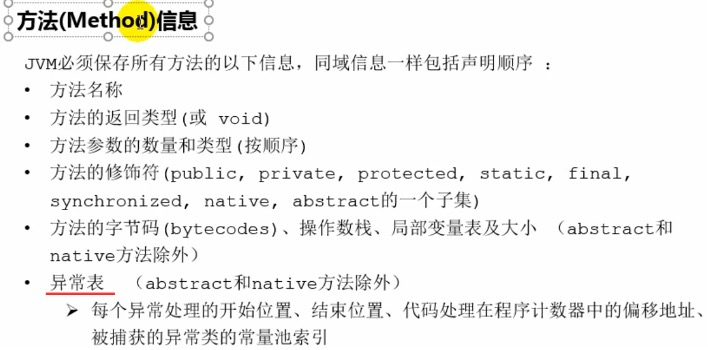 方法(Method)信息
JVM必须保存所有方法的以下信息，同域信息一样包括声明顺序 ：
• 方法名称
• 方法的返回类型(或 void)
• 方法参数的数量和类型(按顺序)
• 方法的修饰符(public, private, protected, static, final,
synchronized, native, abstract的一个子集)
• 方法的字节码(bytecodes)、操作数栈、局部变量表及大小 （abstract和
native方法除外）
• 异常表 （abstract和native方法除外）
➢ 每个异常处理的开始位置、结束位置、代码处理在程序计数器中的偏移地址、
被捕获的异常类的常量池索引